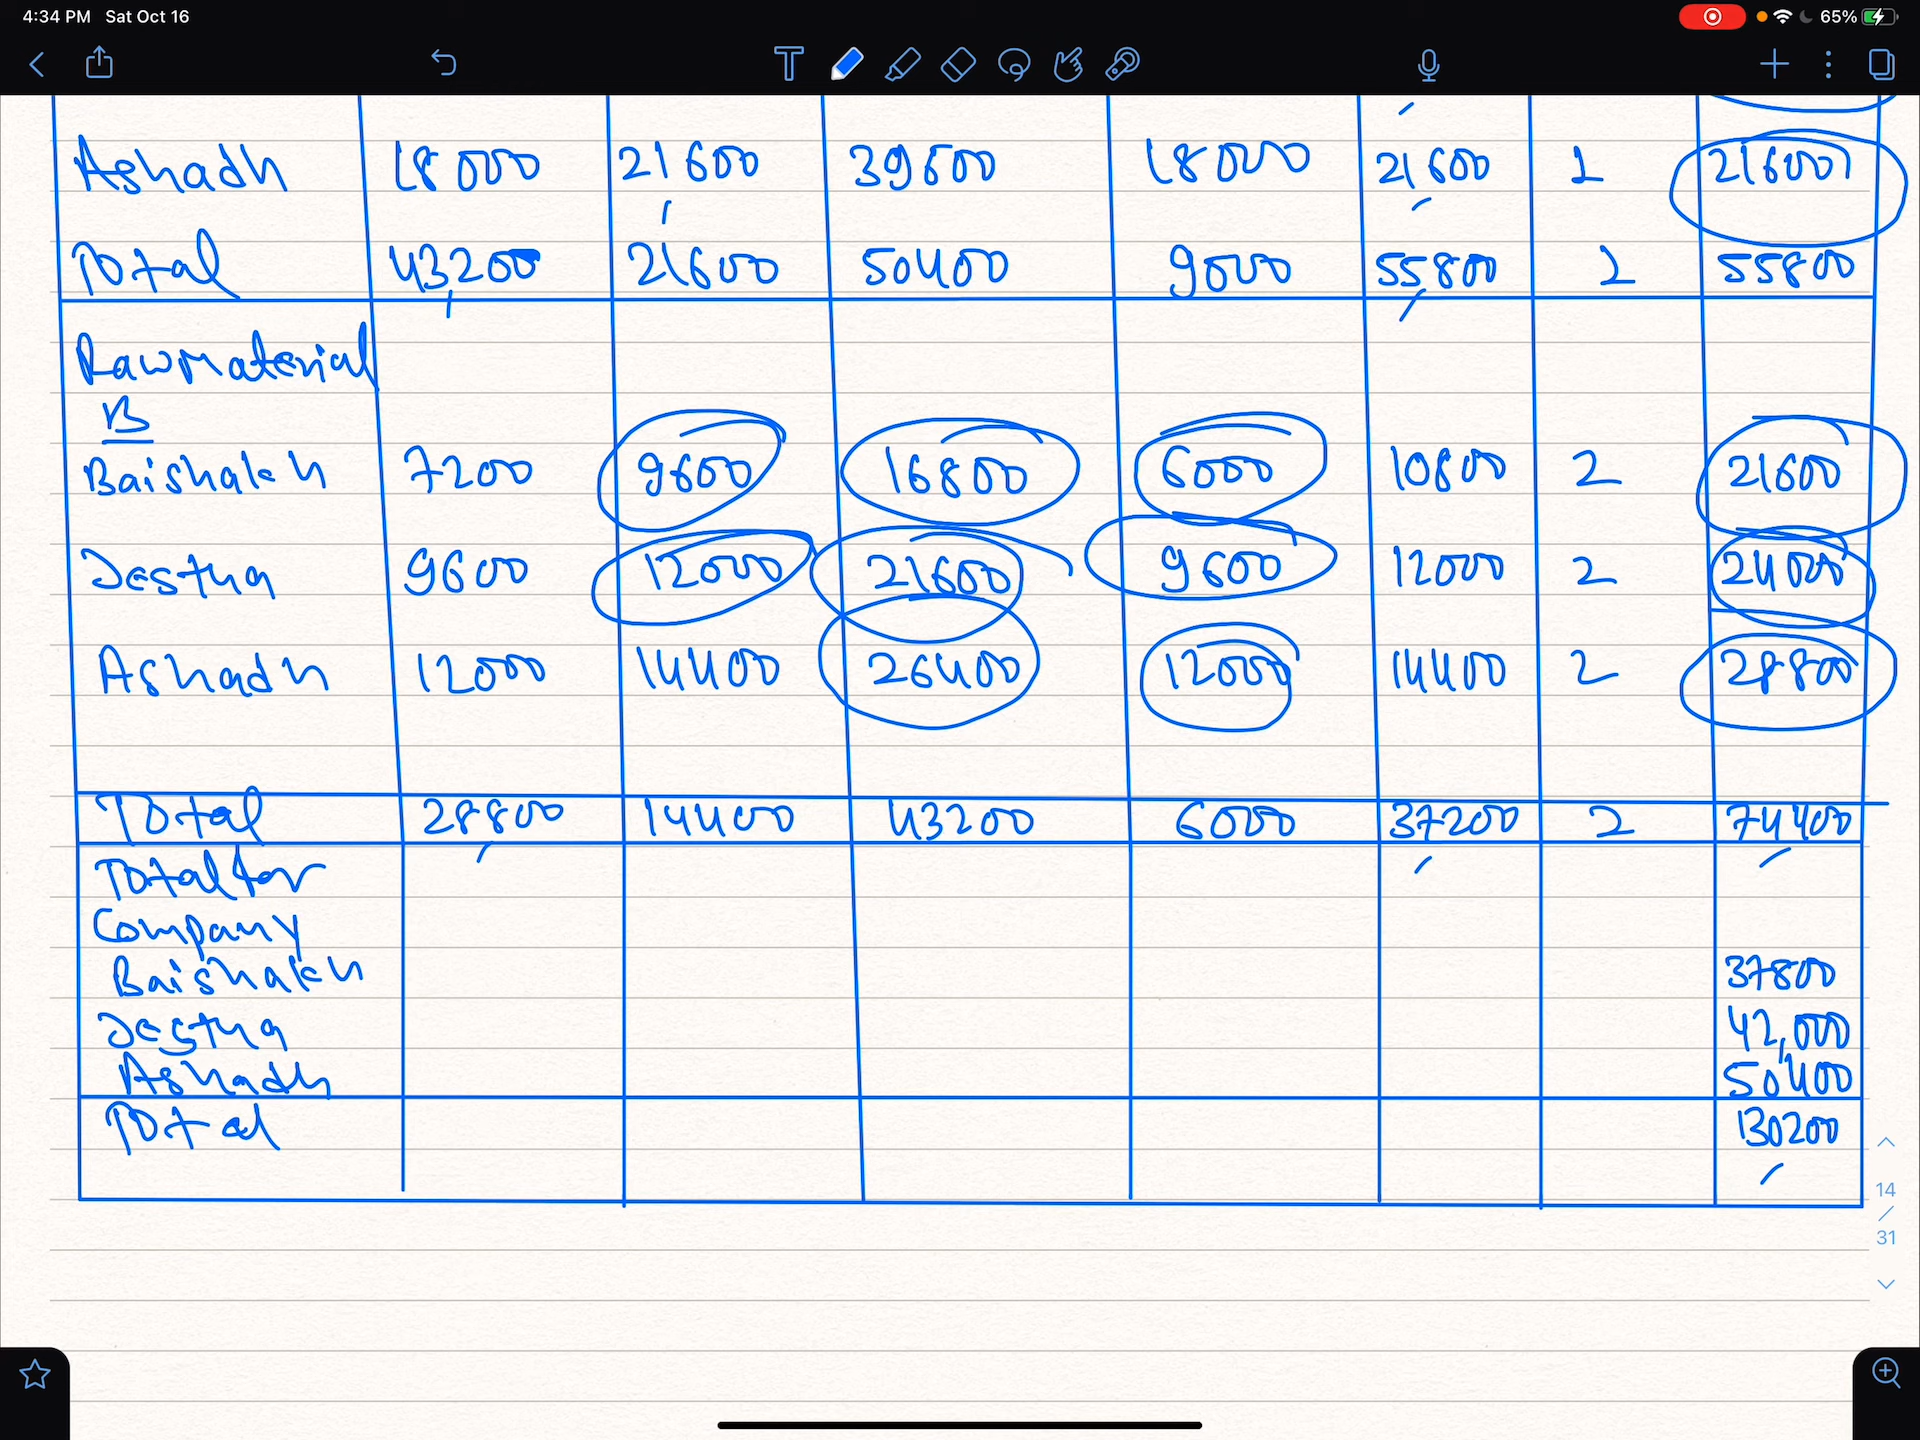 4:34 PM Sat Oct 16 65%
T
Ashadh 18000 21600 39600 18000 21600 1 21600
Total 43200 21600 50400 9000 55800 1 55800
Raw Material
B
Baishakh 7200 9600 16800 6000 10800 2 21600
Jestha 9600 12000 21600 9600 12000 2 24000
Ashadh 12000 14400 26400 12000 14400 2 28800
Total 28800 14400 43200 6000 37200 2 74400
Total for
Company
Baishakh 37800
Jestha 42,000
Ashadh 50400
Total 130200
14
/
31